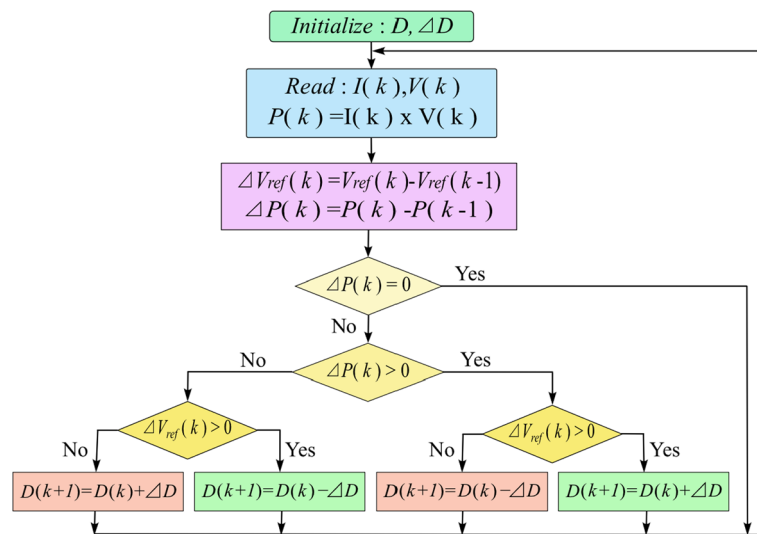 Initialize : D, ⊿D
Read : I( k ),V( k )
P( k ) =I( k ) x V( k )
⊿Vref( k ) =Vref( k )-Vref( k -1)
⊿P( k ) =P( k ) -P( k -1 )
⊿P( k ) = 0
Yes
No
No
⊿P( k ) > 0
Yes
⊿Vref( k ) > 0
⊿Vref( k ) > 0
No
Yes
No
Yes
D(k+1)=D(k)+⊿D
D(k+1)=D(k)−⊿D
D(k+1)=D(k)−⊿D
D(k+1)=D(k)+⊿D